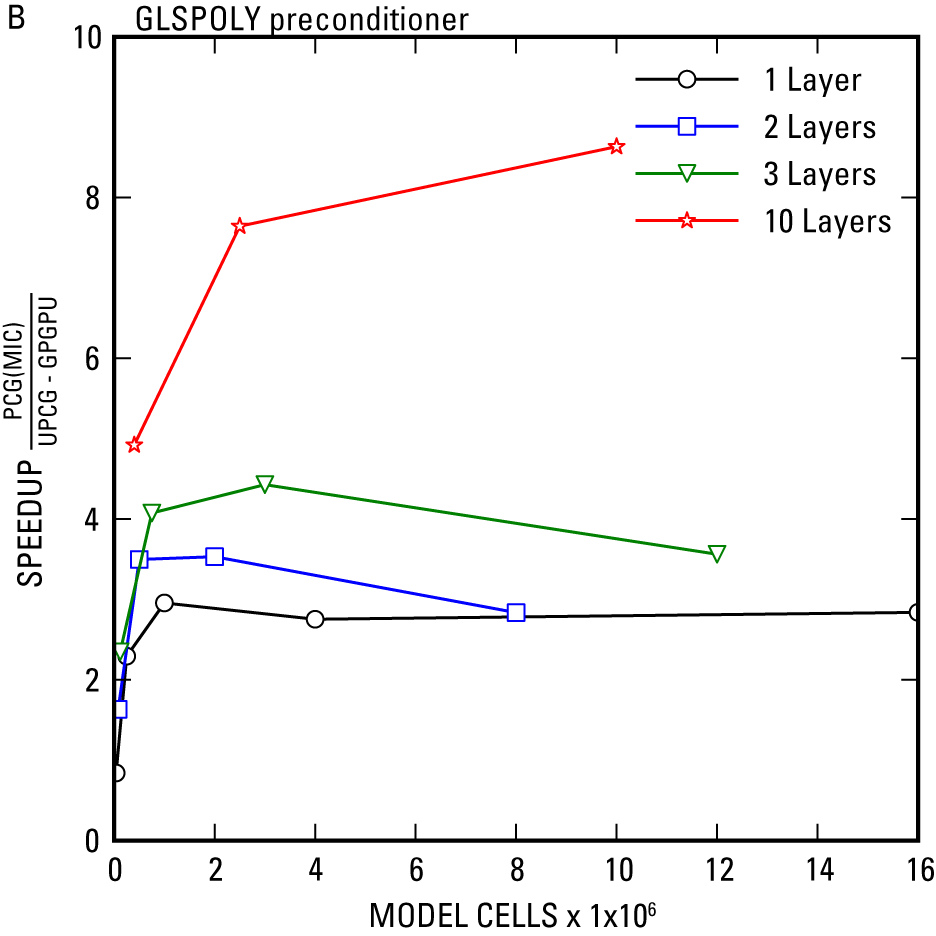 B
GLSPOLY preconditioner
10
8
6
4
2
0
SPEEDUP PCG(MIC)
UPCG - GPGPU
1 Layer
2 Layers
3 Layers
10 Layers
0 2 4 6 8 10 12 14 16
MODEL CELLS x 1x10⁶